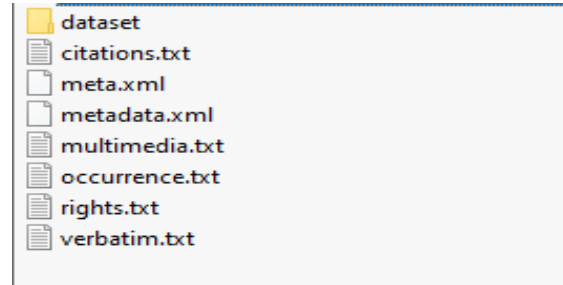 dataset
citations.txt
meta.xml
metadata.xml
multimedia.txt
occurrence.txt
rights.txt
verbatim.txt